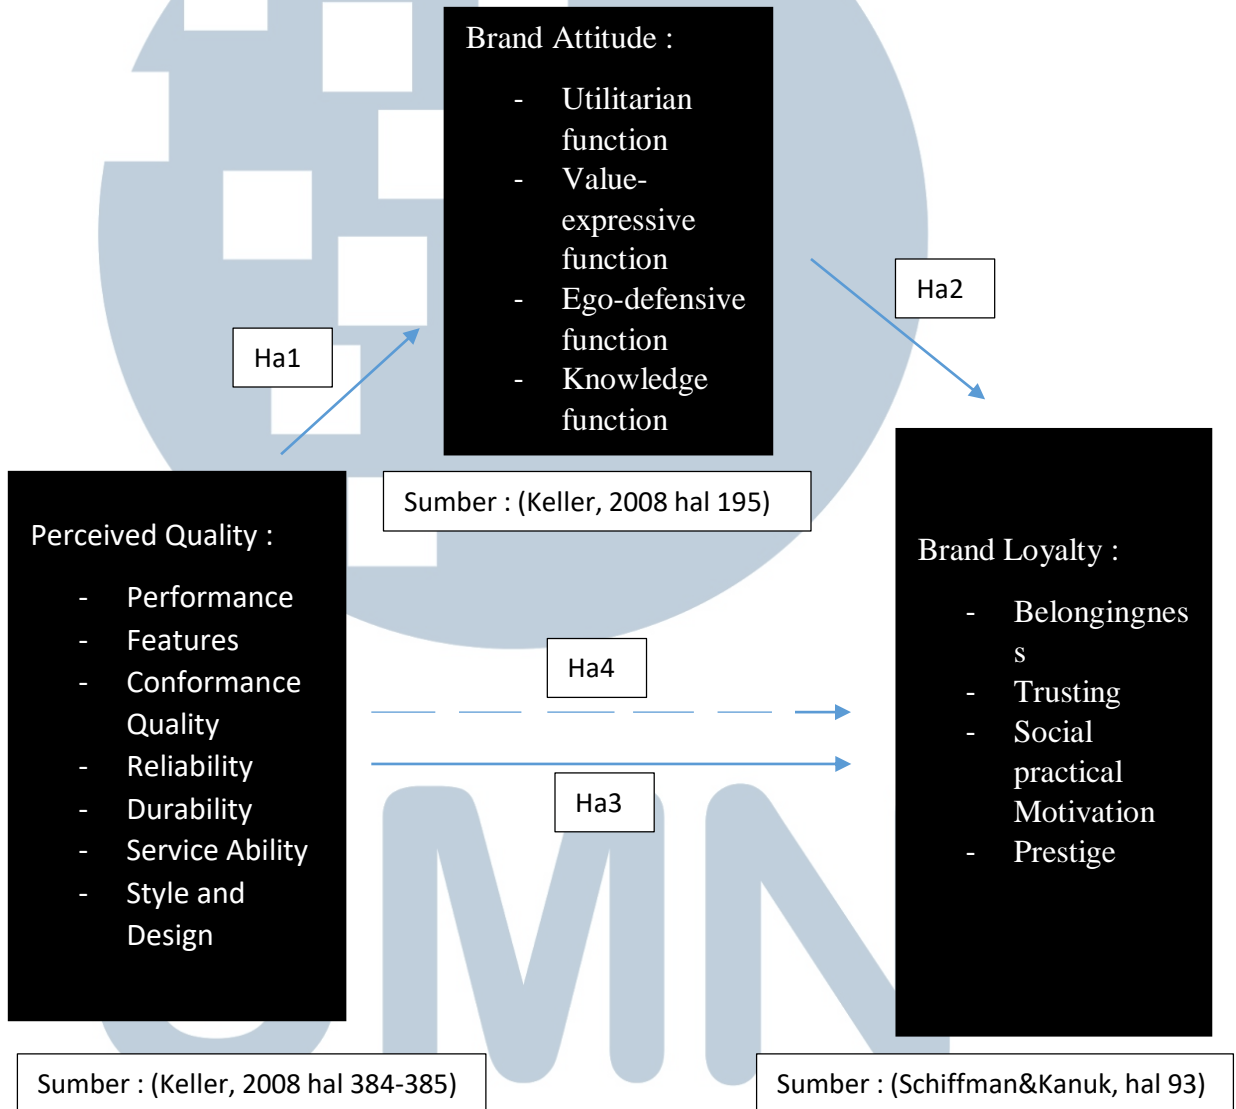 Brand Attitude :
- Utilitarian
function
- Value-
expressive
function
- Ego-defensive
function
- Knowledge
function
Sumber : (Keller, 2008 hal 195)
Ha1
Ha2
Perceived Quality :
- Performance
- Features
- Conformance
Quality
- Reliability
- Durability
- Service Ability
- Style and
Design
Sumber : (Keller, 2008 hal 384-385)
Ha4
Ha3
Brand Loyalty :
- Belongingnes
s
- Trusting
- Social
practical
Motivation
- Prestige
Sumber : (Schiffman&Kanuk, hal 93)
UMN